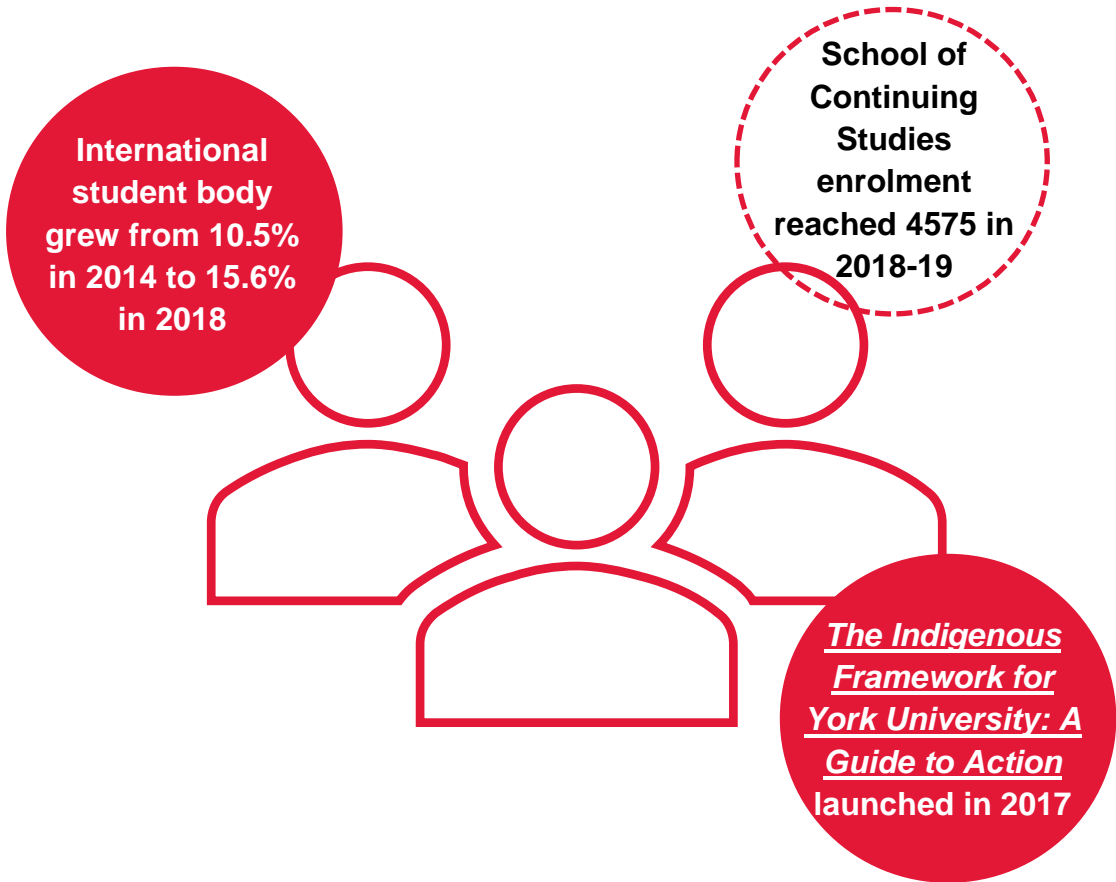 International
student body
grew from 10.5%
in 2014 to 15.6%
in 2018
School of
Continuing
Studies
enrolment
reached 4575 in
2018-19
The Indigenous
Framework for
York University: A
Guide to Action
launched in 2017